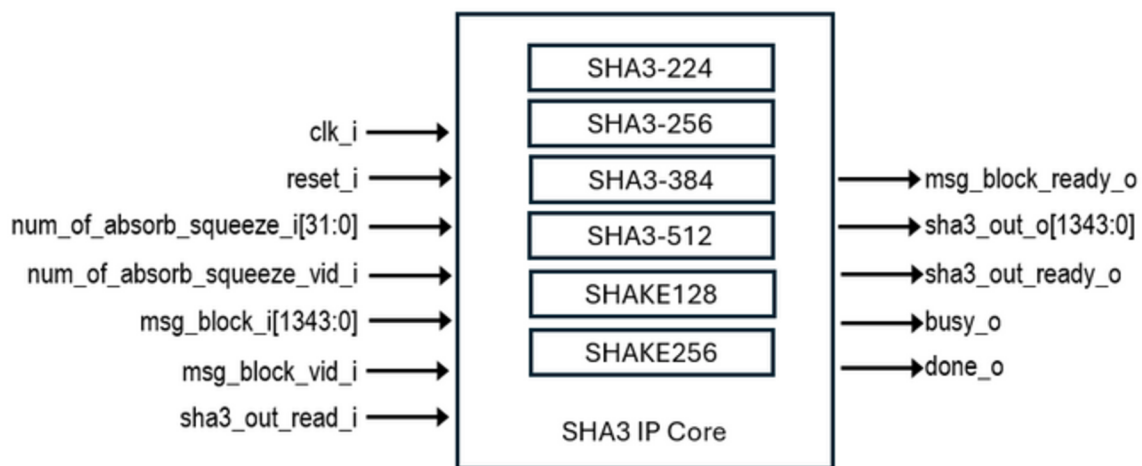 SHA3-224
SHA3-256
SHA3-384
SHA3-512
SHAKE128
SHAKE256
SHA3 IP Core
clk_i
reset_i
num_of_absorb_squeeze_i[31:0]
num_of_absorb_squeeze_vid_i
msg_block_i[1343:0]
msg_block_vid_i
sha3_out_read_i
msg_block_ready_o
sha3_out_o[1343:0]
sha3_out_ready_o
busy_o
done_o